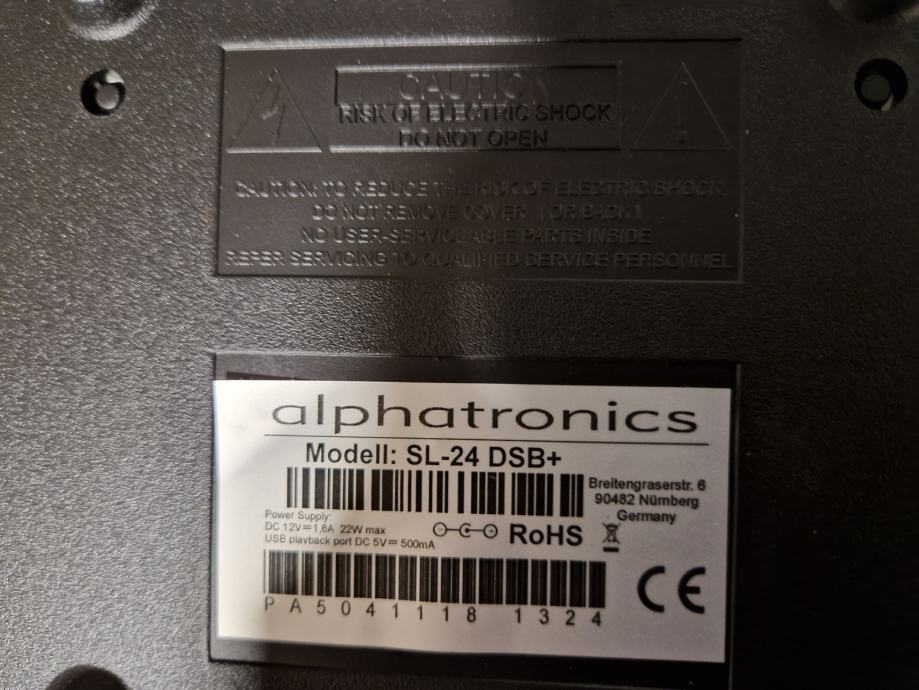 CAUTION
RISK OF ELECTRIC SHOCK
DO NOT OPEN
CAUTION: TO REDUCE THE RISK OF ELECTRIC SHOCK,
DO NOT REMOVE COVER ( OR BACK )
NO USER-SERVICEABLE PARTS INSIDE
REFER SERVICING TO QUALIFIED SERVICE PERSONNEL
alphatronics
Modell: SL-24 DSB+
Breitengraserstr. 6
90482 Nürnberg
Germany
Power Supply:
DC 12V⎓1,8A 22W max
USB playback port DC 5V⎓ 500mA
RoHS
CE
PA5041118 1324